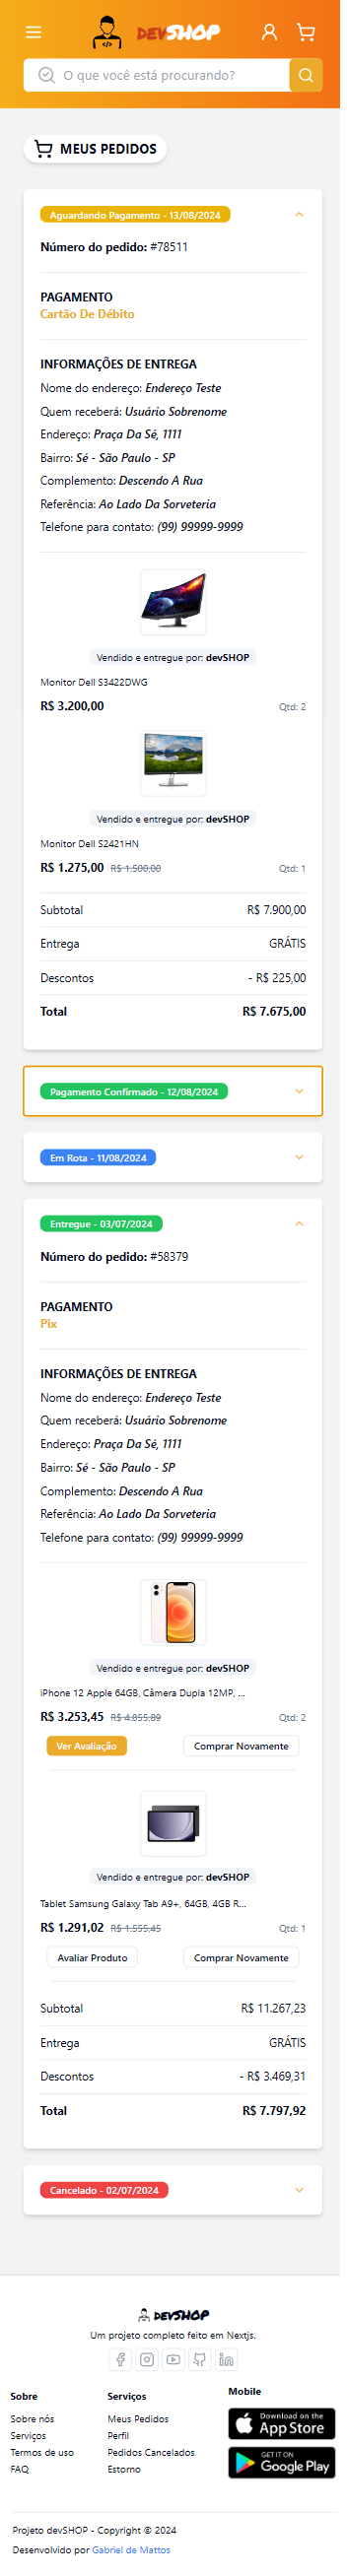 DEVSHOP
O que você está procurando?
MEUS PEDIDOS
Aguardando Pagamento - 13/08/2024
Número do pedido: #78511
PAGAMENTO
Cartão De Débito
INFORMAÇÕES DE ENTREGA
Nome do endereço: Endereço Teste
Quem receberá: Usuário Sobrenome
Endereço: Praça Da Sé, 1111
Bairro: Sé - São Paulo - SP
Complemento: Descendo A Rua
Referência: Ao Lado Da Sorveteria
Telefone para contato: (99) 99999-9999
Vendido e entregue por: devSHOP
Monitor Dell S3422DWG
R$ 3.200,00 Qtd: 2
Vendido e entregue por: devSHOP
Monitor Dell S2421HN
R$ 1.275,00 R$ 1.500,00 Qtd: 1
Subtotal R$ 7.900,00
Entrega GRÁTIS
Descontos - R$ 225,00
Total R$ 7.675,00
Pagamento Confirmado - 12/08/2024
Em Rota - 11/08/2024
Entregue - 03/07/2024
Número do pedido: #58379
PAGAMENTO
Pix
INFORMAÇÕES DE ENTREGA
Nome do endereço: Endereço Teste
Quem receberá: Usuário Sobrenome
Endereço: Praça Da Sé, 1111
Bairro: Sé - São Paulo - SP
Complemento: Descendo A Rua
Referência: Ao Lado Da Sorveteria
Telefone para contato: (99) 99999-9999
Vendido e entregue por: devSHOP
iPhone 12 Apple 64GB, Câmera Dupla 12MP, ...
R$ 3.253,45 R$ 4.855,89 Qtd: 2
Ver Avaliação Comprar Novamente
Vendido e entregue por: devSHOP
Tablet Samsung Galaxy Tab A9+, 64GB, 4GB R...
R$ 1.291,02 R$ 1.555,45 Qtd: 1
Avaliar Produto Comprar Novamente
Subtotal R$ 11.267,23
Entrega GRÁTIS
Descontos - R$ 3.469,31
Total R$ 7.797,92
Cancelado - 02/07/2024
devSHOP
Um projeto completo feito em Nextjs.
Sobre
Sobre nós
Serviços
Termos de uso
FAQ
Serviços
Meus Pedidos
Perfil
Pedidos Cancelados
Estorno
Mobile
Download on the
App Store
GET IT ON
Google Play
Projeto devSHOP - Copyright © 2024
Desenvolvido por Gabriel de Mattos